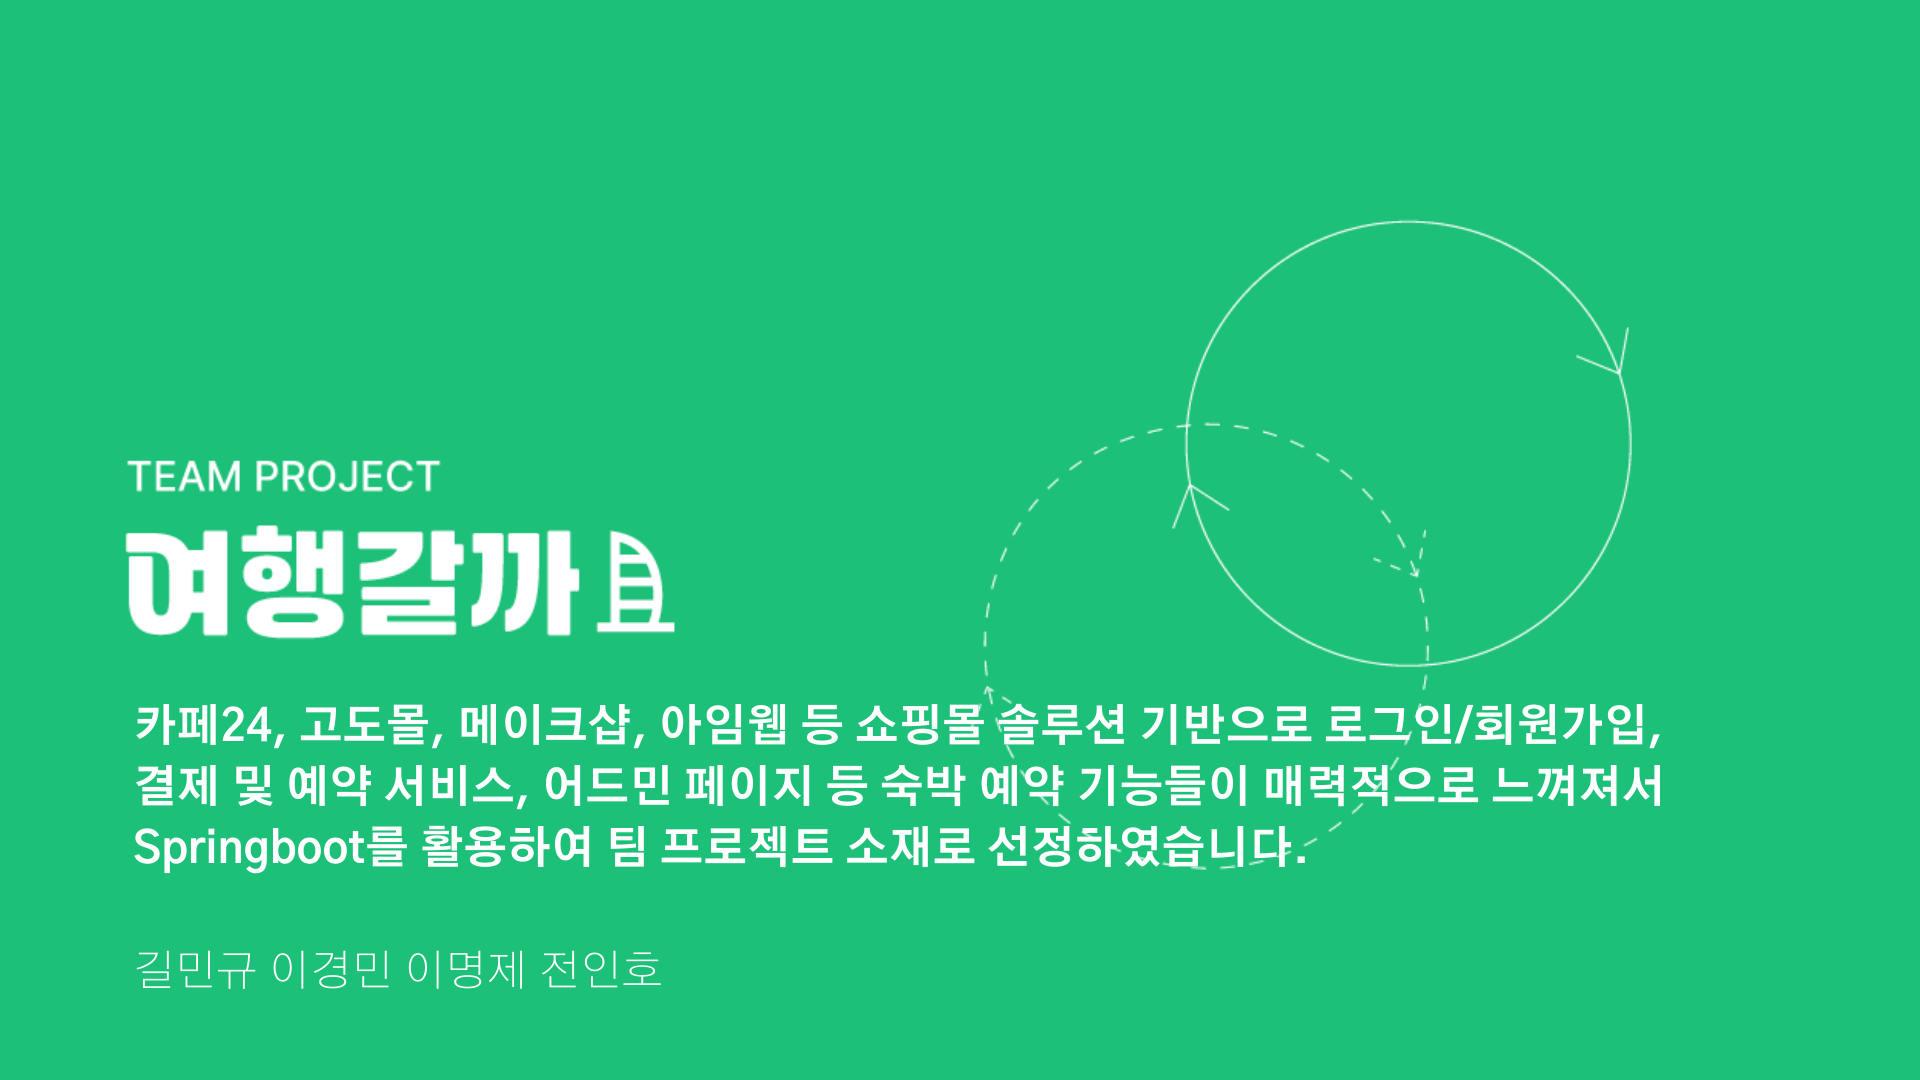 TEAM PROJECT
여행갈까
카페24, 고도몰, 메이크샵, 아임웹 등 쇼핑몰 솔루션 기반으로 로그인/회원가입,
결제 및 예약 서비스, 어드민 페이지 등 숙박 예약 기능들이 매력적으로 느껴져서
Springboot를 활용하여 팀 프로젝트 소재로 선정하였습니다.
길민규 이경민 이명제 전인호